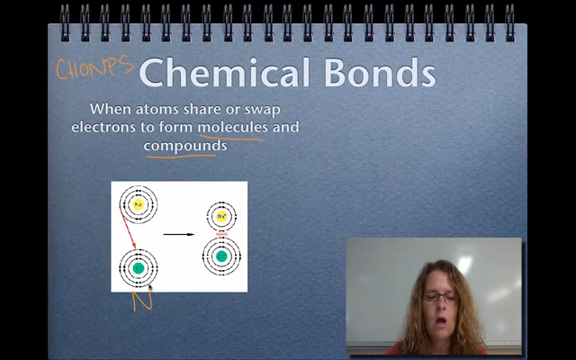 CHONPS
Chemical Bonds
When atoms share or swap
electrons to form molecules and
compounds
N